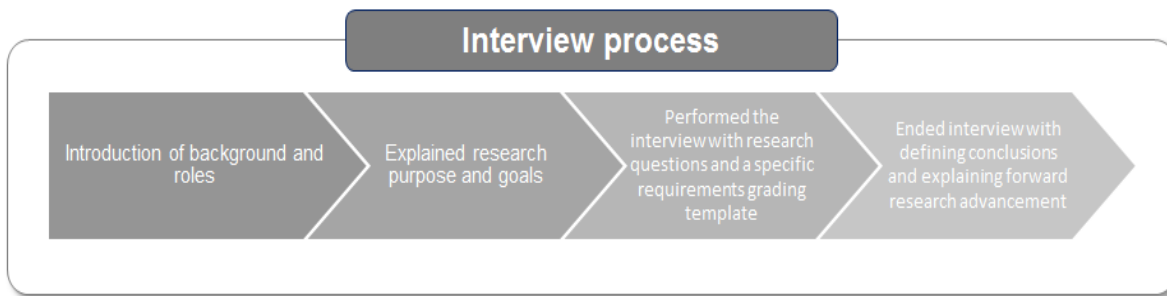 Interview process
Introduction of background and
roles
Explained research
purpose and goals
Performed the
interview with research
questions and a specific
requirements grading
template
Ended interview with
defining conclusions
and explaining forward
research advancement